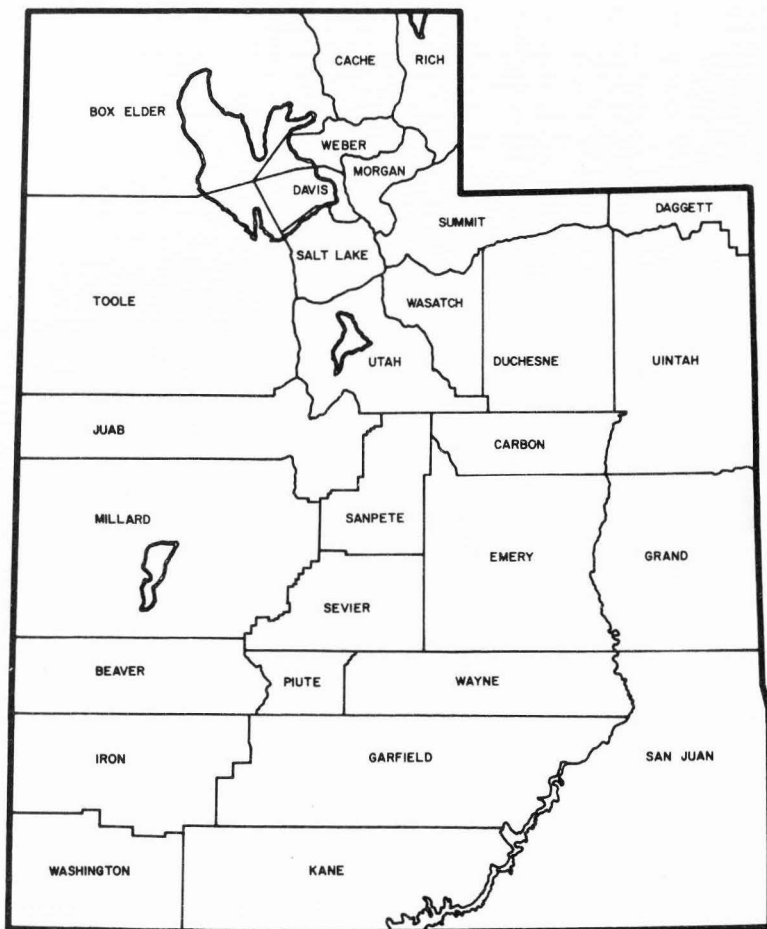 CACHE
RICH
BOX ELDER
WEBER
MORGAN
DAVIS
DAGGETT
SUMMIT
SALT LAKE
TOOLE
WASATCH
UTAH
DUCHESNE
UINTAH
JUAB
CARBON
MILLARD
SANPETE
EMERY
GRAND
SEVIER
BEAVER
PIUTE
WAYNE
IRON
GARFIELD
SAN JUAN
WASHINGTON
KANE